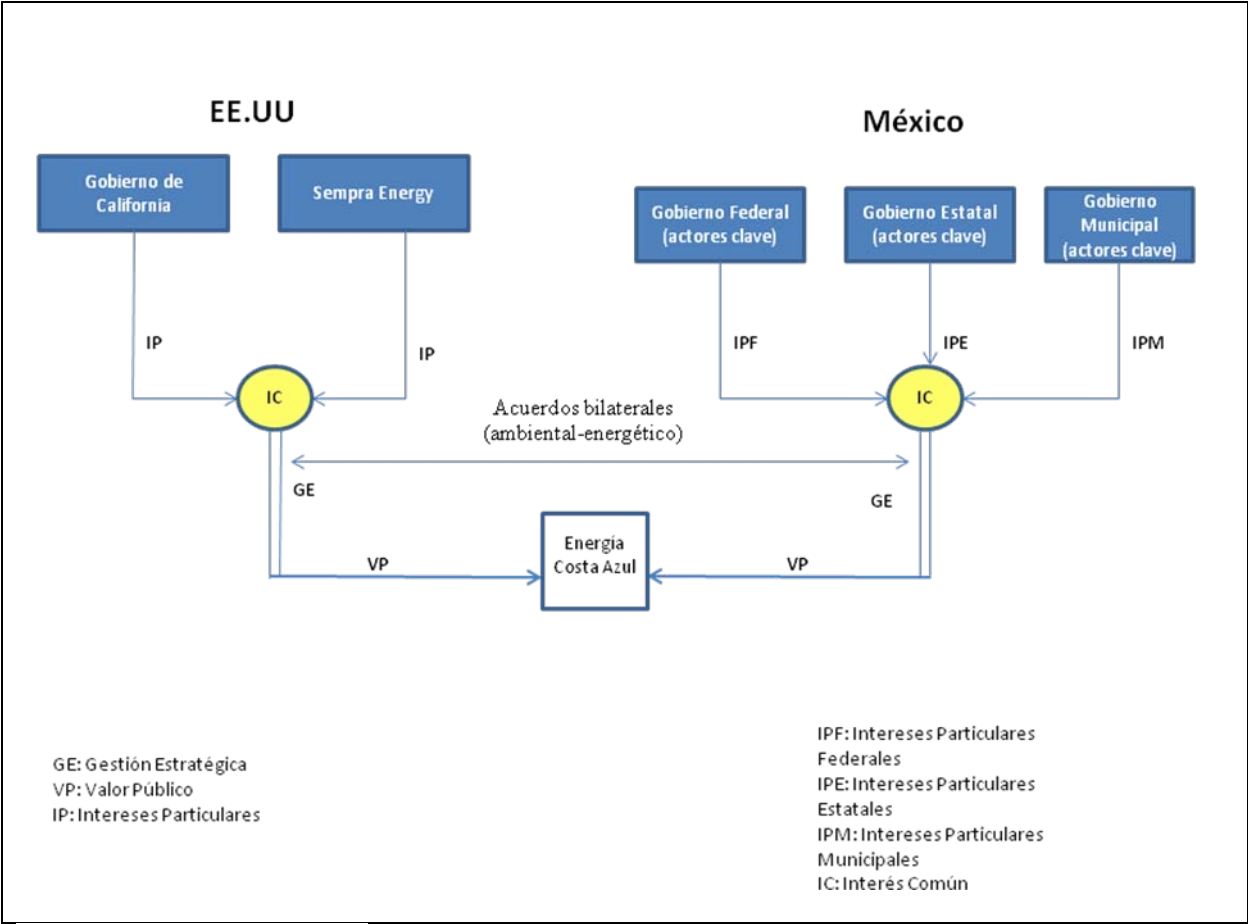 EE.UU
México
Gobierno de
California
Sempra Energy
Gobierno Federal
(actores clave)
Gobierno Estatal
(actores clave)
Gobierno
Municipal
(actores clave)
IP
IP
IPF
IPE
IPM
IC
IC
Acuerdos bilaterales
(ambiental-energético)
GE
GE
Energía
Costa Azul
VP
VP
GE: Gestión Estratégica
VP: Valor Público
IP: Intereses Particulares
IPF: Intereses Particulares
Federales
IPE: Intereses Particulares
Estatales
IPM: Intereses Particulares
Municipales
IC: Interés Común